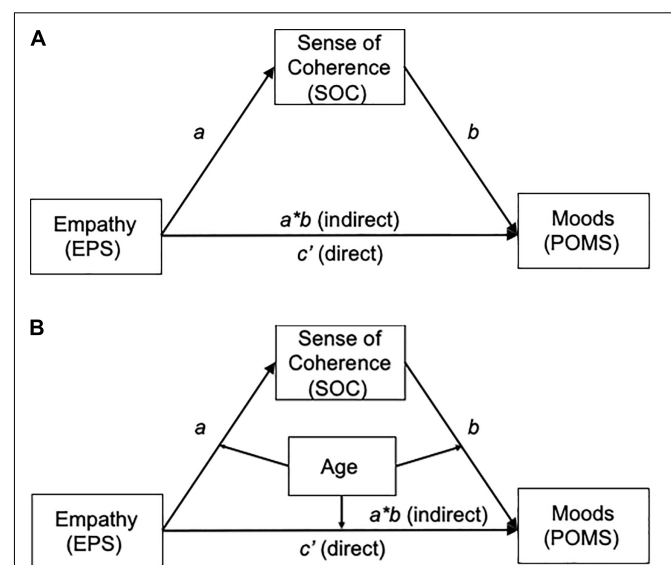 A
Sense of
Coherence
(SOC)
a
b
Empathy
(EPS)
a*b (indirect)
c' (direct)
Moods
(POMS)
B
Sense of
Coherence
(SOC)
a
b
Age
Empathy
(EPS)
a*b (indirect)
c' (direct)
Moods
(POMS)